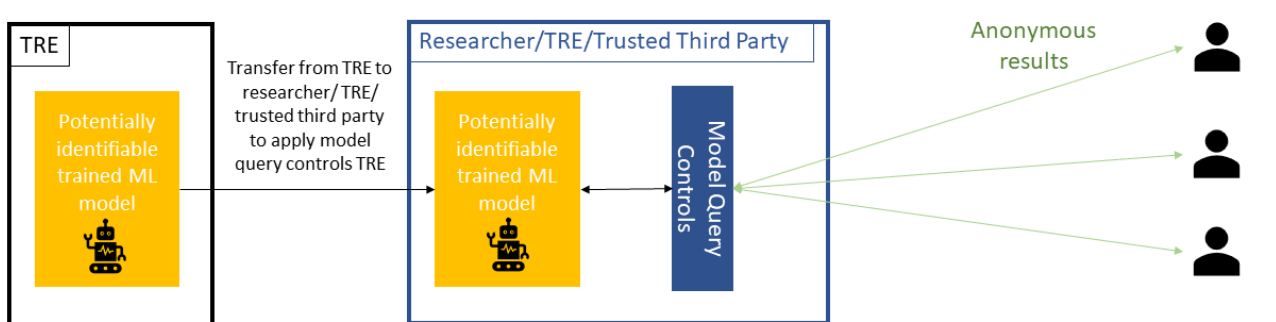 TRE
Potentially
identifiable
trained ML
model
Transfer from TRE to
researcher/ TRE/
trusted third party
to apply model
query controls TRE
Researcher/TRE/Trusted Third Party
Potentially
identifiable
trained ML
model
Model Query
Controls
Anonymous
results